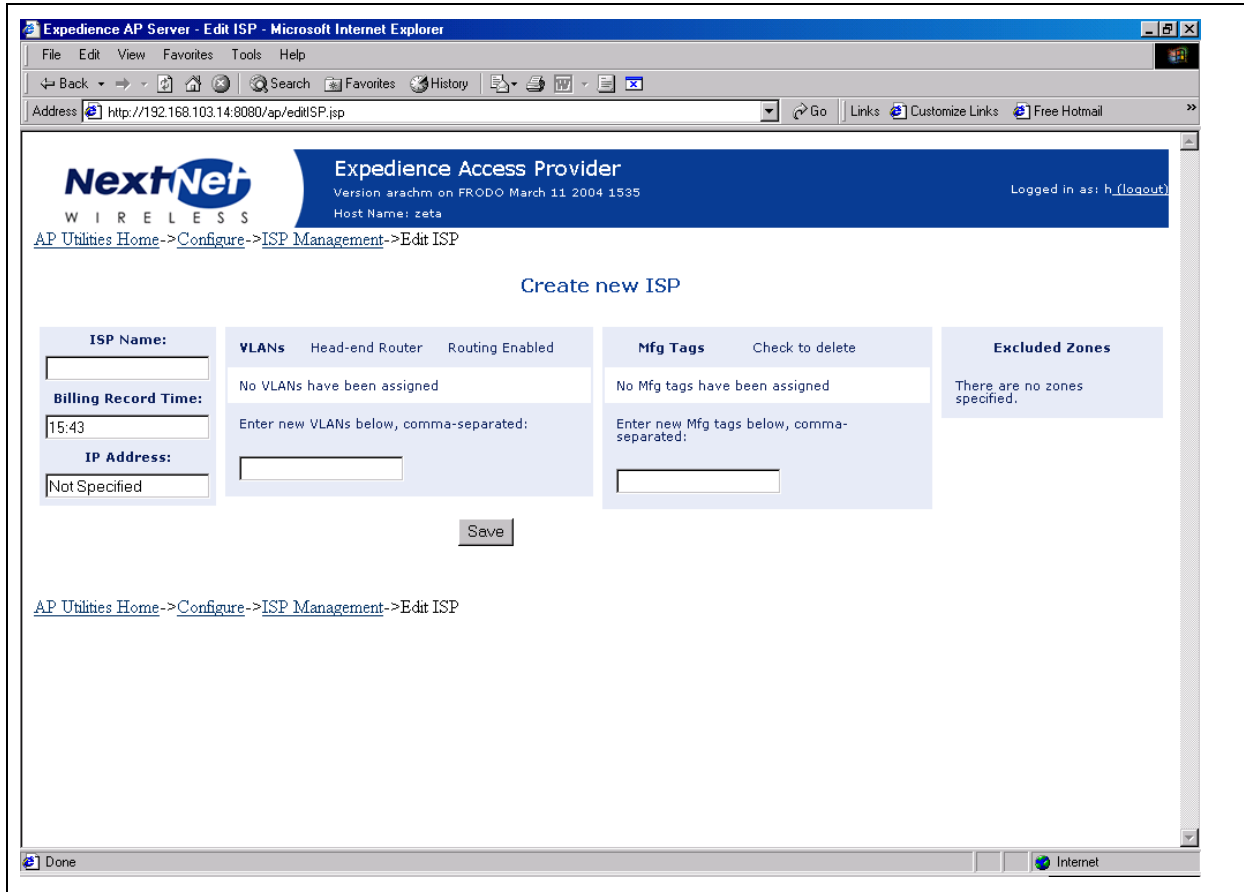 Expedience AP Server - Edit ISP - Microsoft Internet Explorer
File Edit View Favorites Tools Help
Back Search Favorites History
Address http://192.168.103.14:8080/ap/editISP.jsp Go Links Customize Links Free Hotmail »
NextNet
WIRELESS
Expedience Access Provider
Version arachm on FRODO March 11 2004 1535
Host Name: zeta
Logged in as: h (logout)
AP Utilities Home->Configure->ISP Management->Edit ISP
Create new ISP
ISP Name:
Billing Record Time:
15:43
IP Address:
Not Specified
VLANs Head-end Router Routing Enabled
No VLANs have been assigned
Enter new VLANs below, comma-separated:
Mfg Tags Check to delete
No Mfg tags have been assigned
Enter new Mfg tags below, comma-
separated:
Excluded Zones
There are no zones
specified.
Save
AP Utilities Home->Configure->ISP Management->Edit ISP
Done Internet